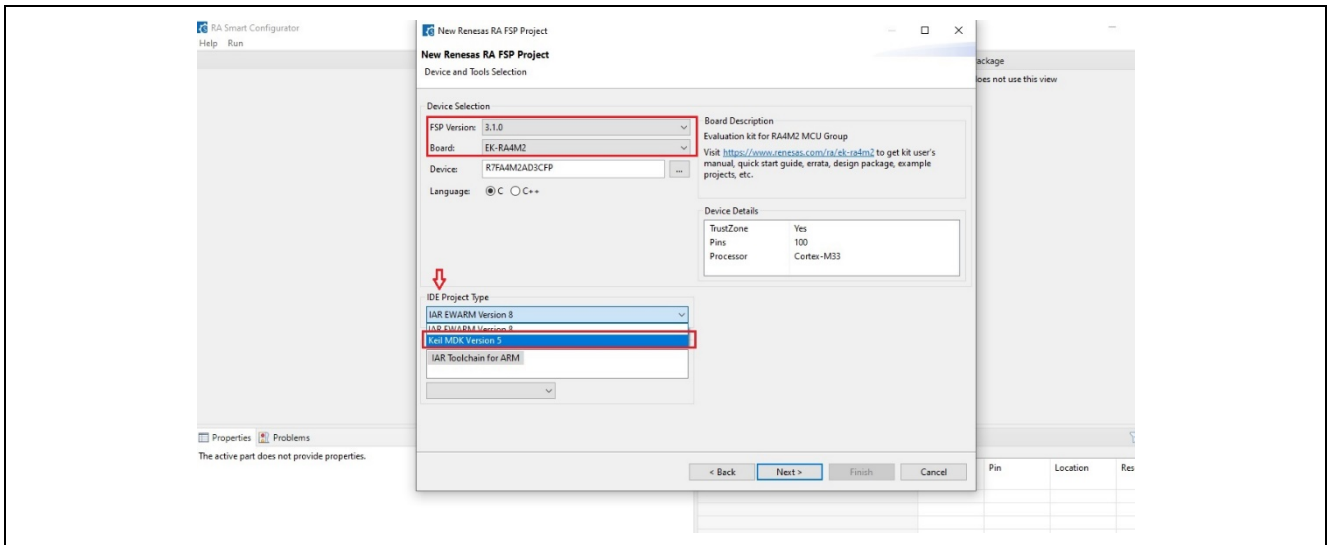 RA Smart Configurator
Help Run
New Renesas RA FSP Project
New Renesas RA FSP Project
Device and Tools Selection
Device Selection
FSP Version: 3.1.0
Board: EK-RA4M2
Device: R7FA4M2AD3CFP ...
Language: C C++
Board Description
Evaluation kit for RA4M2 MCU Group
Visit https://www.renesas.com/ra/ek-ra4m2 to get kit user's
manual, quick start guide, errata, design package, example
projects, etc.
Device Details
TrustZone Yes
Pins 100
Processor Cortex-M33
IDE Project Type
IAR EWARM Version 8
IAR EWARM Version 8
Keil MDK Version 5
IAR Toolchain for ARM
ackage
oes not use this view
Properties Problems
The active part does not provide properties.
< Back Next > Finish Cancel
Pin Location Res